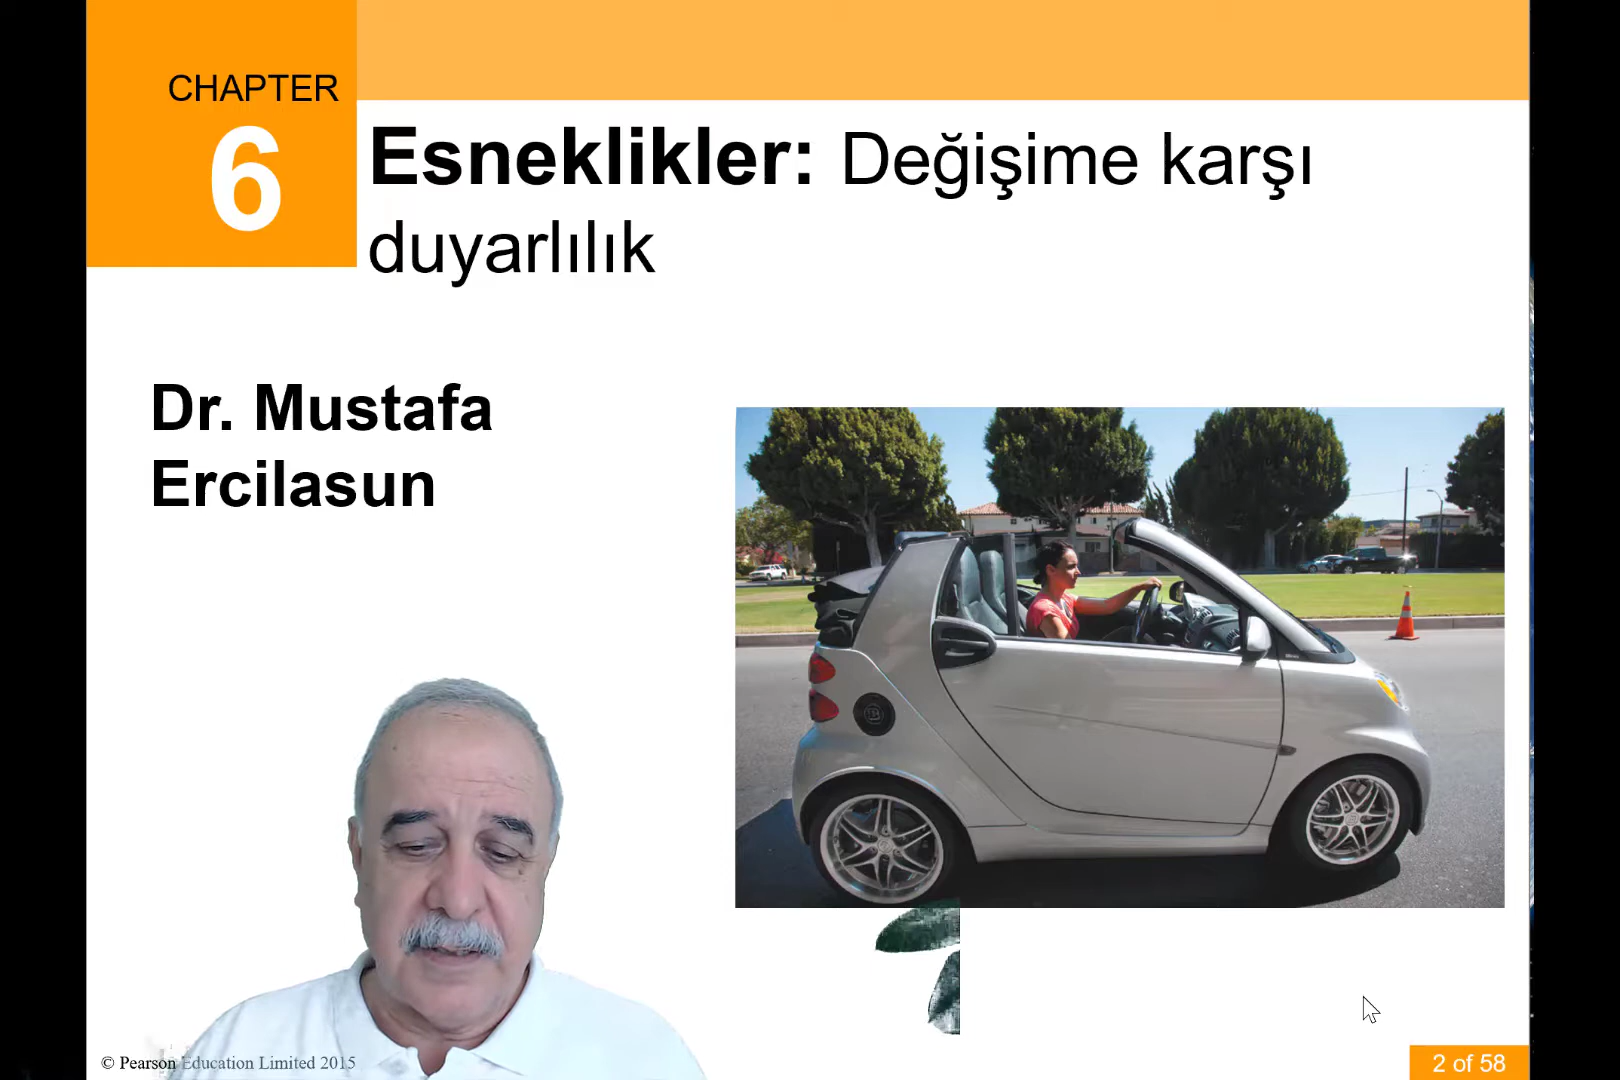 CHAPTER
6
Esneklikler: Değişime karşı
duyarlılık
Dr. Mustafa
Ercilasun
© Pearson Education Limited 2015
2 of 58